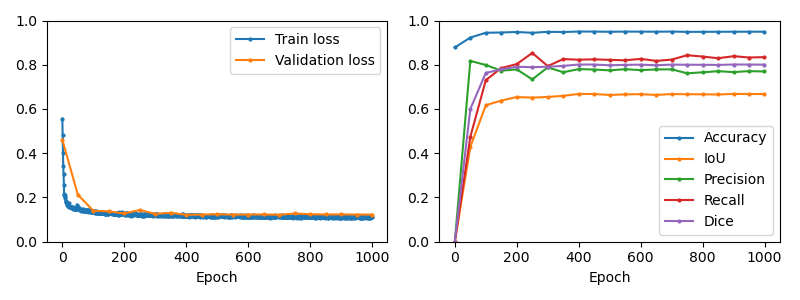 1.0
0.8
0.6
0.4
0.2
0.0
0 200 400 600 800 1000
Epoch
Train loss
Validation loss
1.0
0.8
0.6
0.4
0.2
0.0
0 200 400 600 800 1000
Epoch
Accuracy
IoU
Precision
Recall
Dice